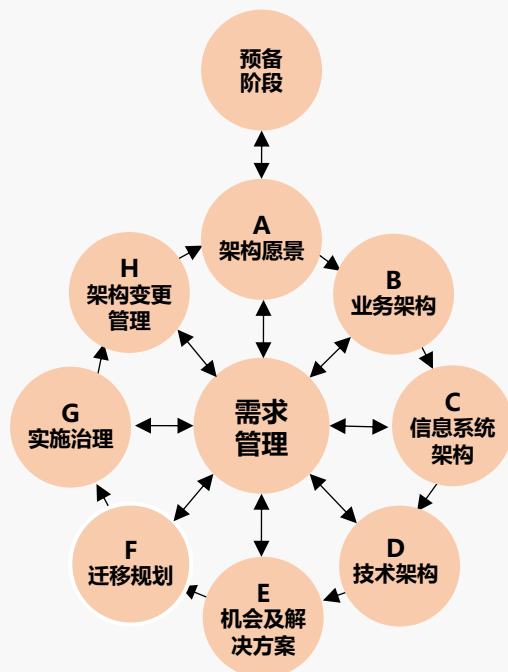 预备
阶段
A
架构愿景
B
业务架构
C
信息系统
架构
D
技术架构
E
机会及解
决方案
F
迁移规划
G
实施治理
H
架构变更
管理
需求
管理